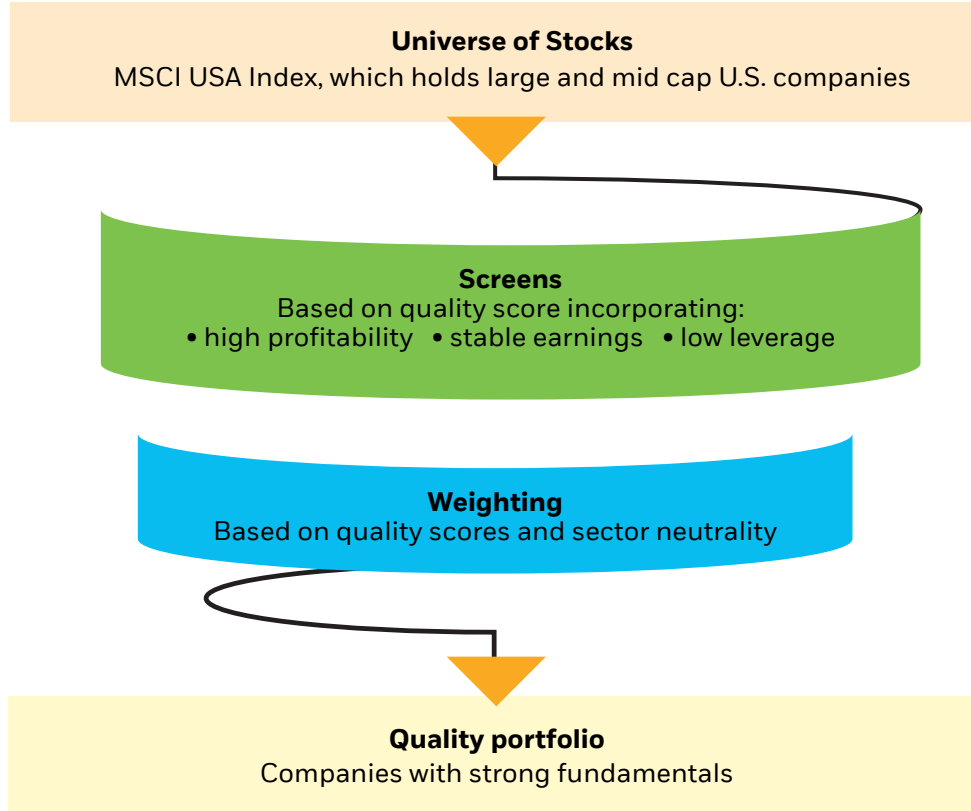 Universe of Stocks
MSCI USA Index, which holds large and mid cap U.S. companies
Screens
Based on quality score incorporating:
• high profitability • stable earnings • low leverage
Weighting
Based on quality scores and sector neutrality
Quality portfolio
Companies with strong fundamentals